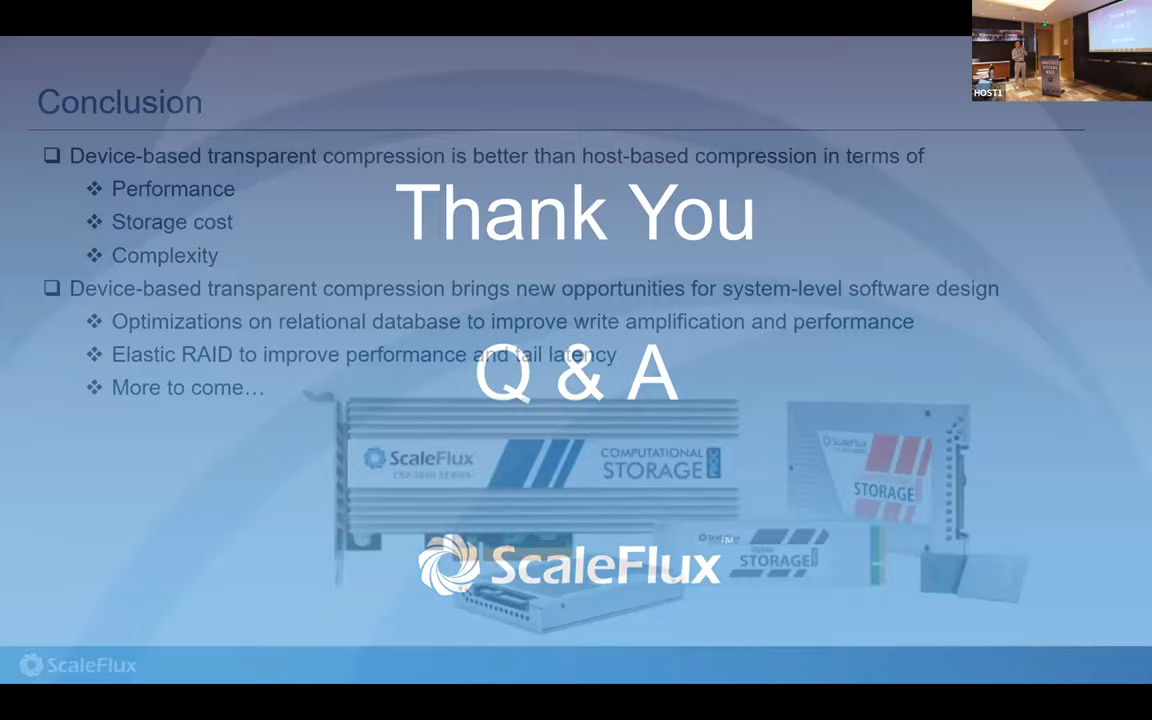 Conclusion
❑ Device-based transparent compression is better than host-based compression in terms of
❖ Performance
❖ Storage cost
❖ Complexity
❑ Device-based transparent compression brings new opportunities for system-level software design
❖ Optimizations on relational database to improve write amplification and performance
❖ Elastic RAID to improve performance and tail latency
❖ More to come…
Thank You
Q & A
ScaleFlux
COMPUTATIONAL
STORAGE
ScaleFlux
STORAGE
STORAGE
ScaleFlux™
ScaleFlux
HOST1
Thank You
Q & A